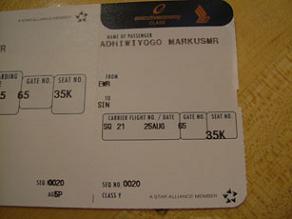 A STAR ALLIANCE MEMBER
executiveeconomy
CLASS
NAME OF PASSENGER
ADHIWIYOGO MARKUSMR
MR
FROM
EWR
TO
SIN
GATE NO. SEAT NO.
65 35K
CARRIER FLIGHT NO. / DATE GATE NO. SEAT NO.
SQ 21 25AUG 65 35K
SEQ 0020
SEQ NO. 0020
CLASS Y
A STAR ALLIANCE MEMBER